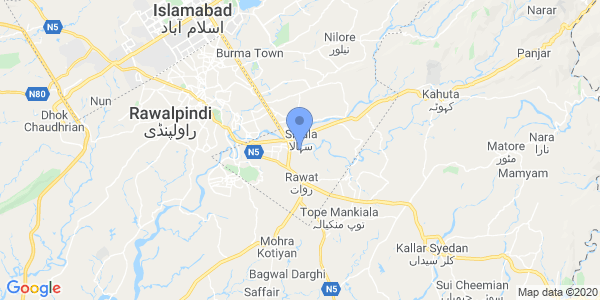 Islamabad
اسلام آباد
N5
Burma Town
Nilore
نیلور
Narar
Panjar
N80
Nun
Dhok
Chaudhrian
Rawalpindi
راولپنڈی
Kahuta
کہوٹہ
سہالا
N5
Nara
نارا
Matore
مٹور
Mamyam
Rawat
روات
Tope Mankiala
توپ منکیالہ
Mohra
Kotiyan
Kallar Syedan
کلر سیداں
Bagwal Darghi
Saffair
N5
Sui Cheemian
Google
Map data ©2020